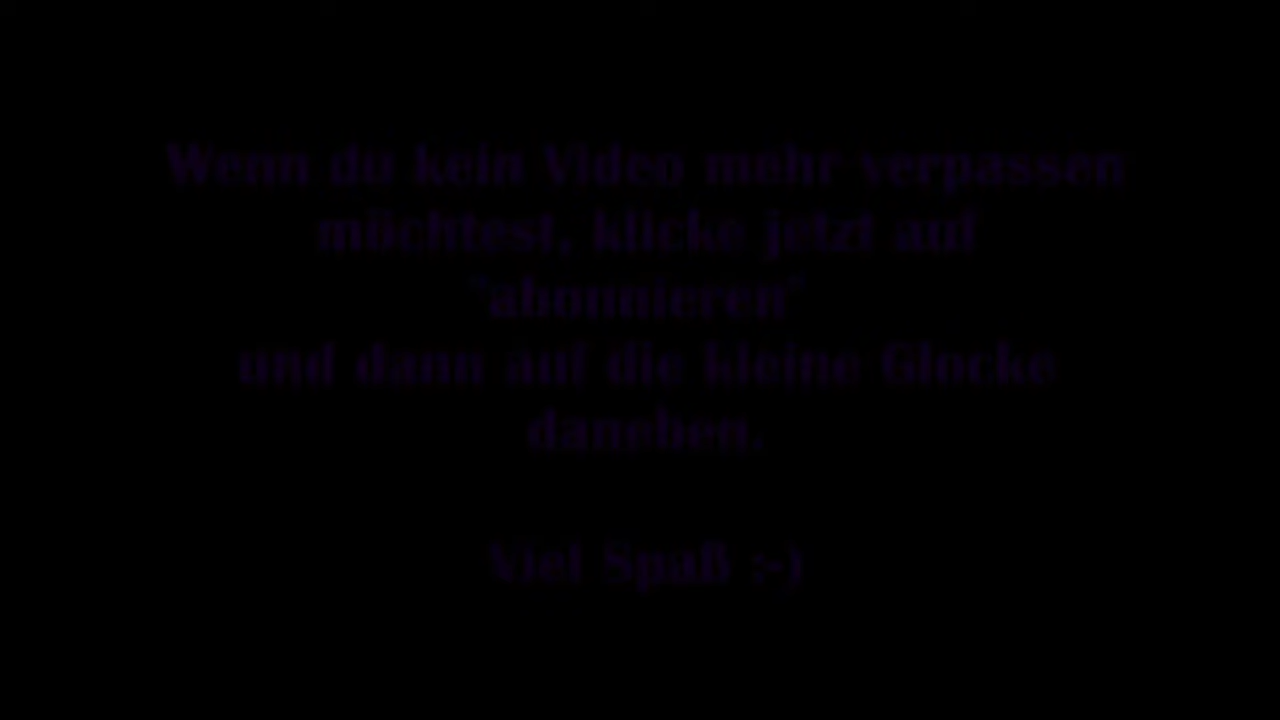 Wenn du kein Video mehr verpassen
möchtest, klicke jetzt auf
"abonnieren"
und dann auf die kleine Glocke
daneben.
Viel Spaß :-)